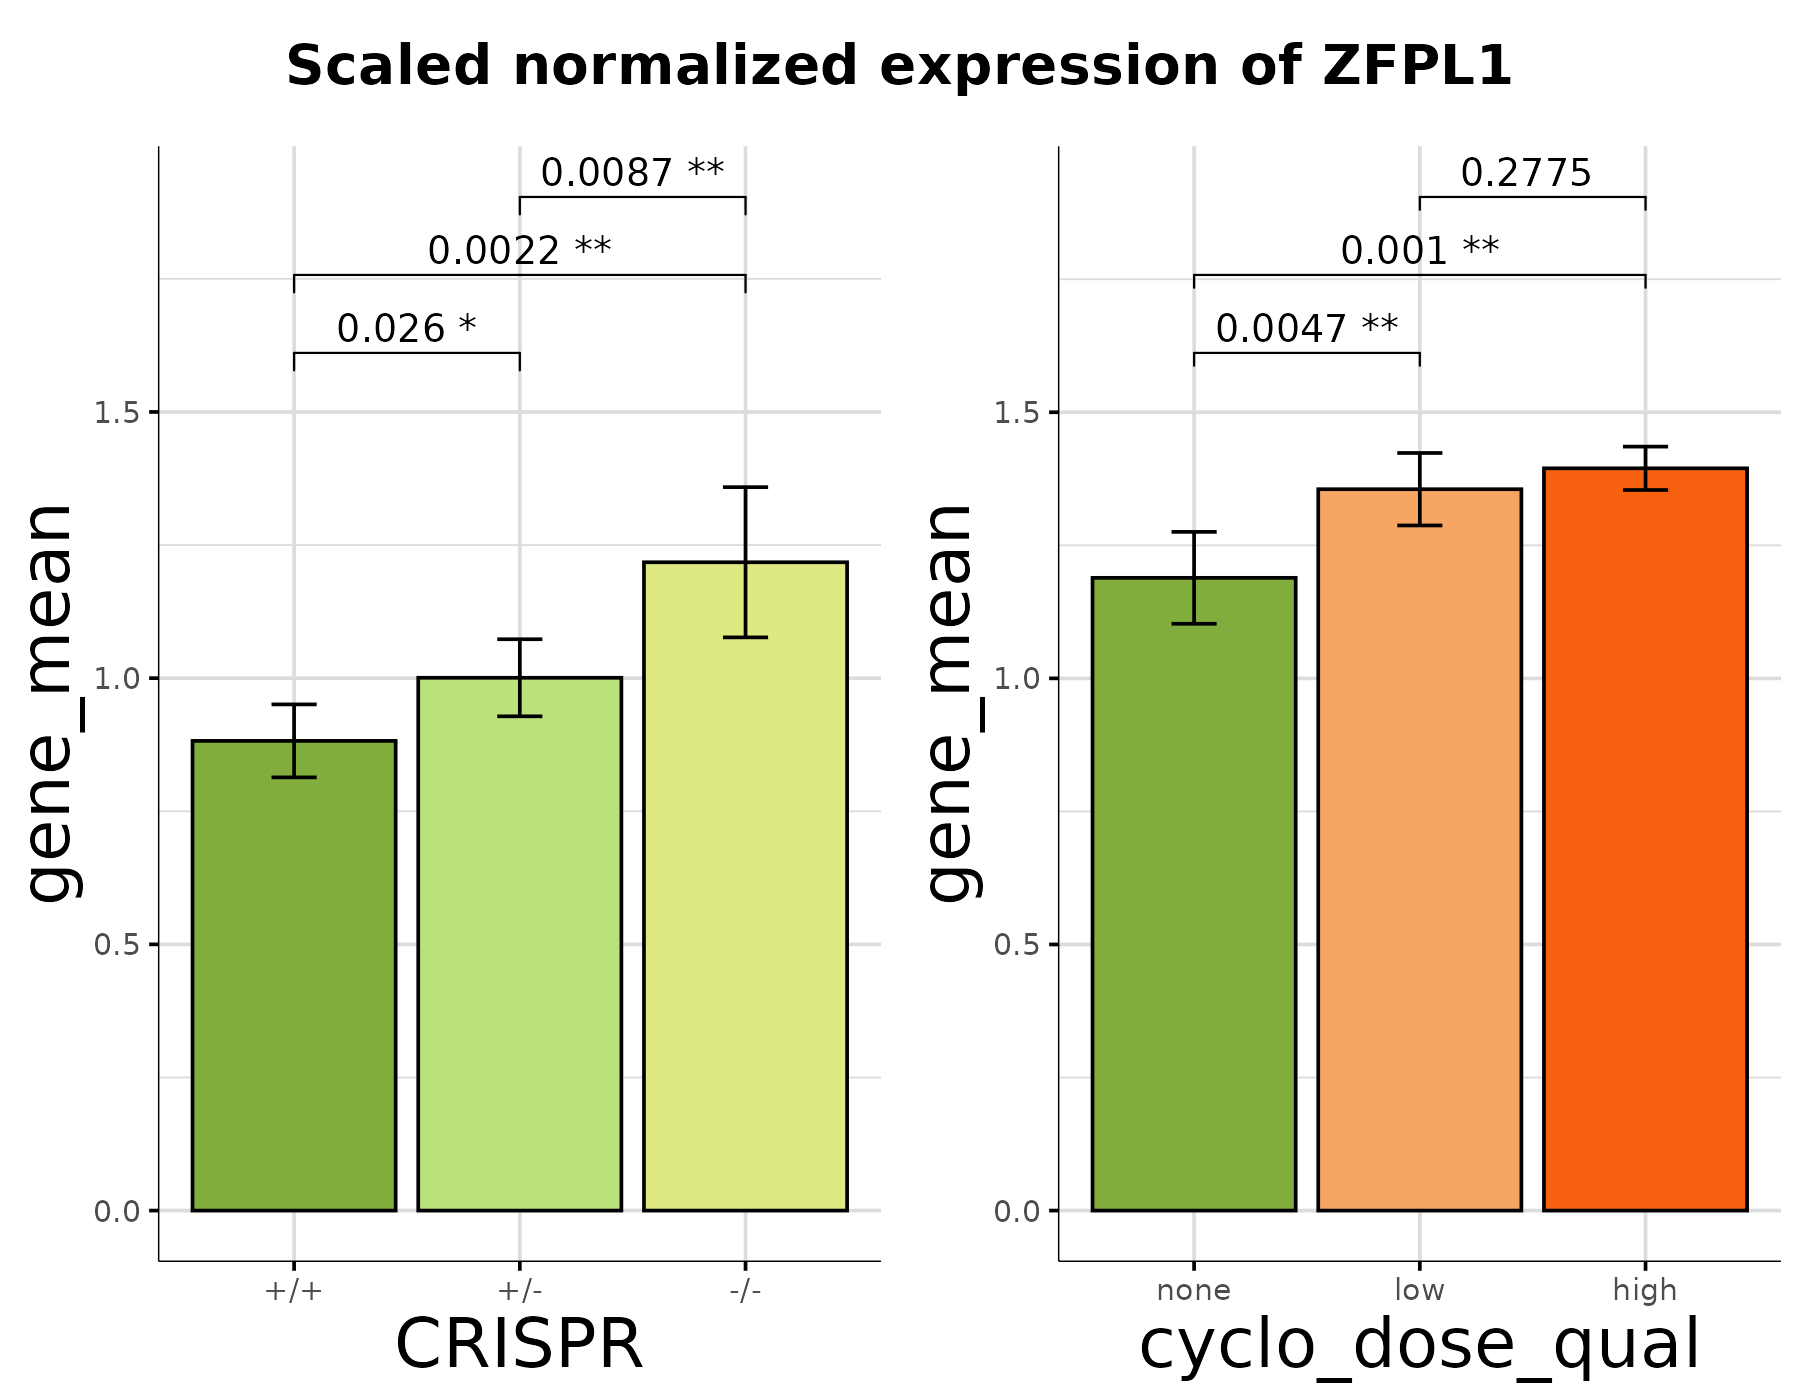 Scaled normalized expression of ZFPL1
gene_mean
0.0087 **
0.0022 **
0.026 *
1.5
1.0
0.5
0.0
+/+ +/- -/-
CRISPR
gene_mean
0.2775
0.001 **
0.0047 **
1.5
1.0
0.5
0.0
none low high
cyclo_dose_qual